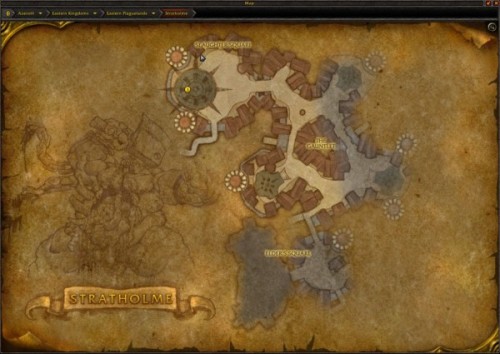 Map
Azeroth
Eastern Kingdoms
Eastern Plaguelands
Stratholme
SLAUGHTER SQUARE
THE
GAUNTLET
ELDERS' SQUARE
STRATHOLME